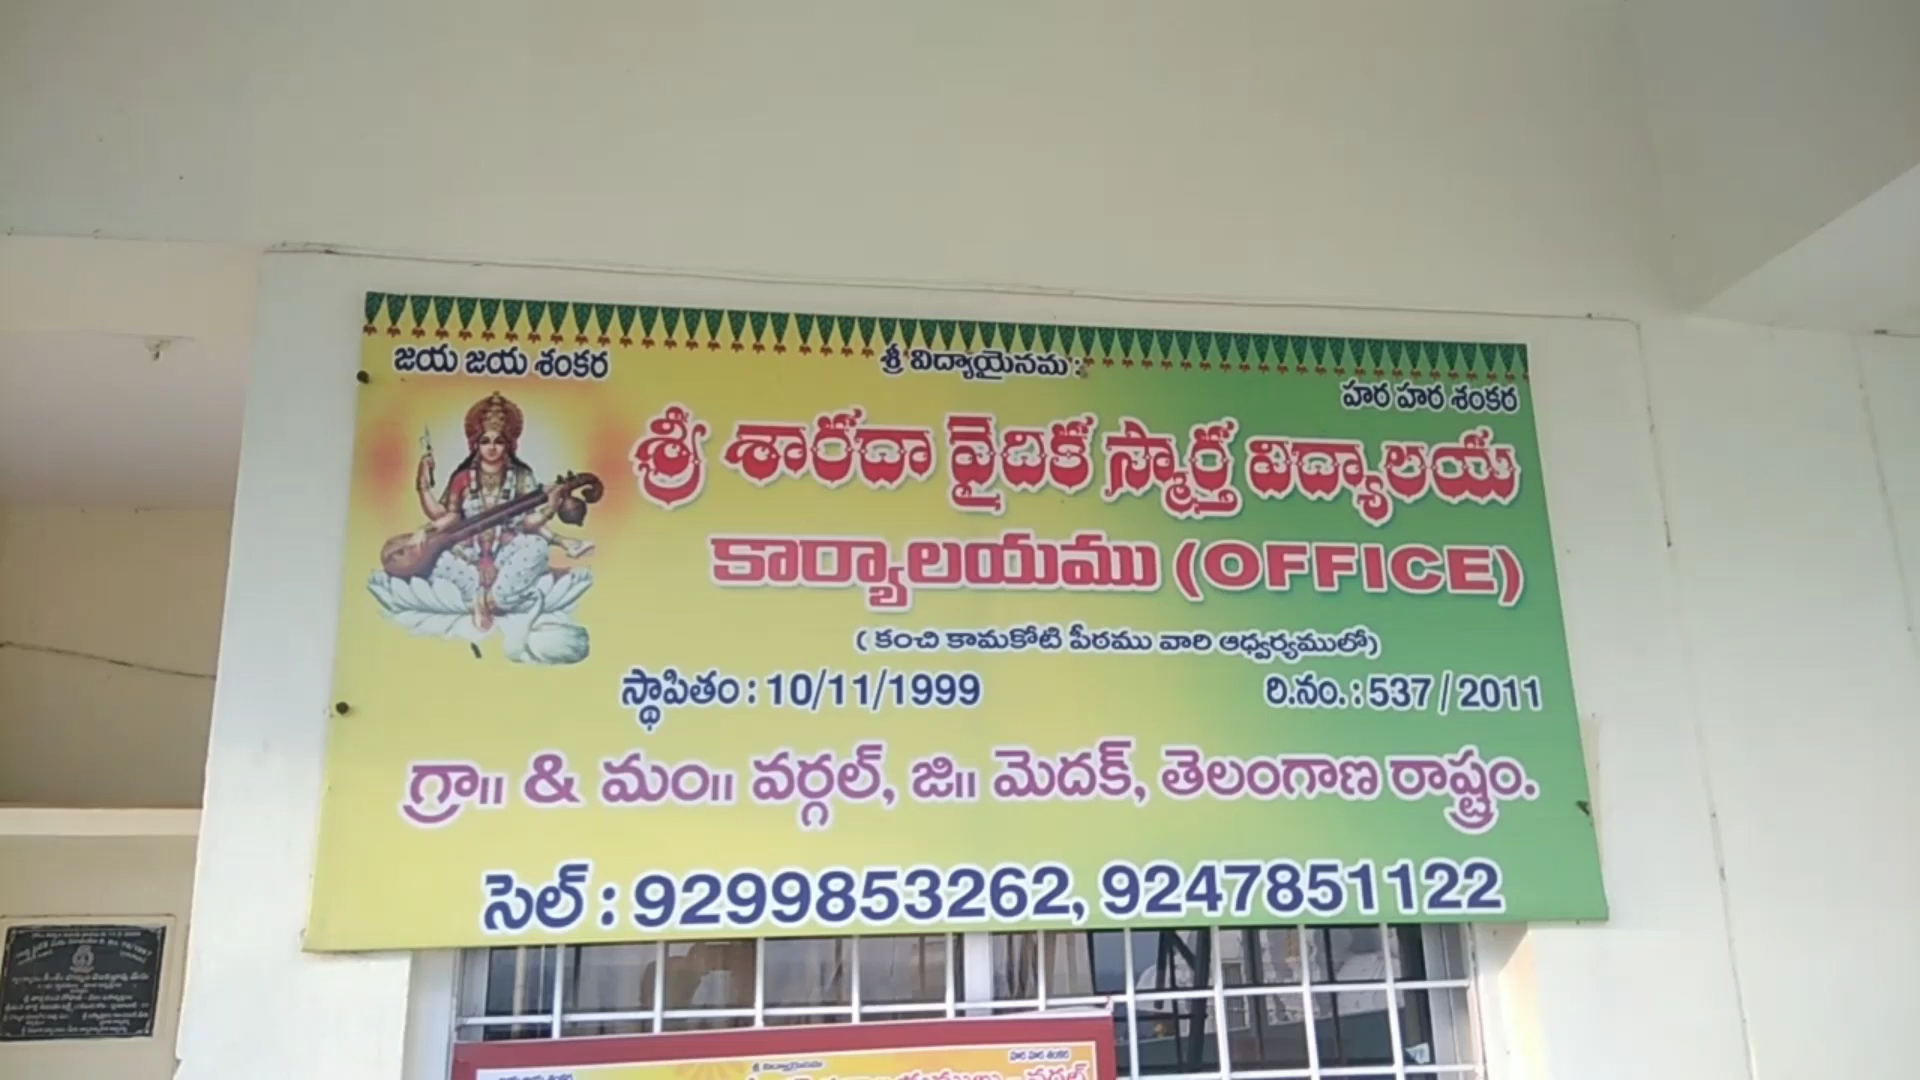 జయ జయ శంకర
శ్రీ విద్యాయైనమః
హర హర శంకర
శ్రీ శారదా వైదిక స్మార్త విద్యాలయ
కార్యాలయము (OFFICE)
( కంచి కామకోటి పీఠము వారి ఆధ్వర్యములో)
స్థాపితం : 10/11/1999
రి.నం. : 537 / 2011
గ్రా॥ & మం॥ వర్గల్, జి॥ మెదక్, తెలంగాణ రాష్ట్రం.
సెల్ : 9299853262, 9247851122